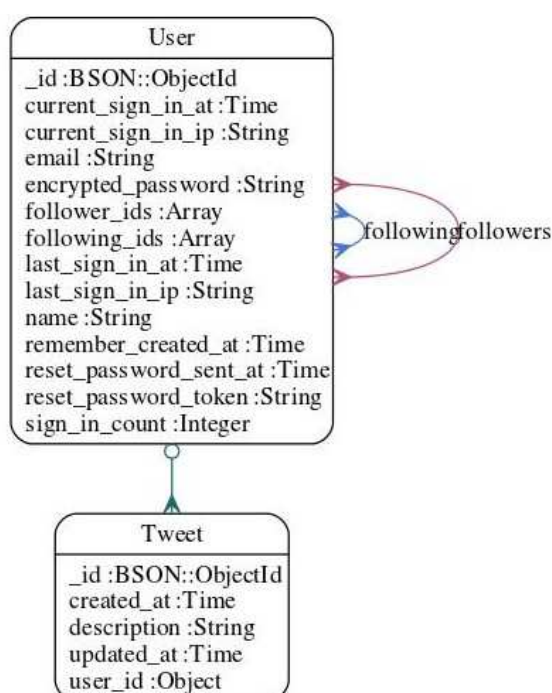 User
_id :BSON::ObjectId
current_sign_in_at :Time
current_sign_in_ip :String
email :String
encrypted_password :String
follower_ids :Array
following_ids :Array
last_sign_in_at :Time
last_sign_in_ip :String
name :String
remember_created_at :Time
reset_password_sent_at :Time
reset_password_token :String
sign_in_count :Integer
following
followers
Tweet
_id :BSON::ObjectId
created_at :Time
description :String
updated_at :Time
user_id :Object